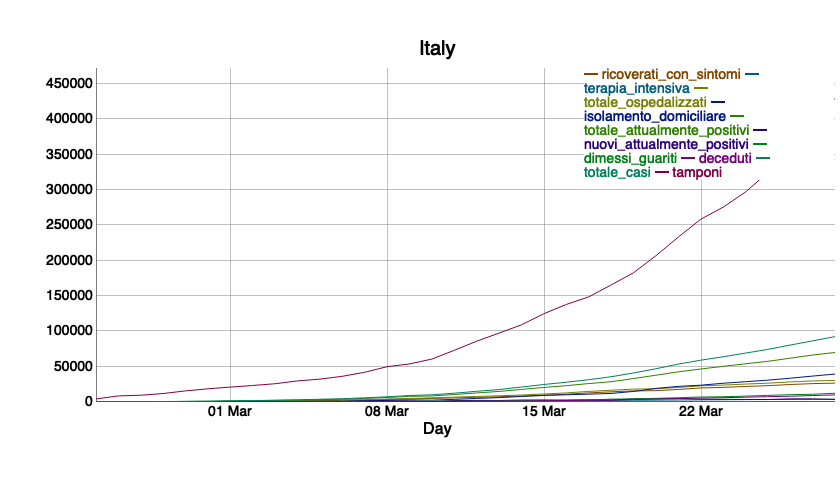 Italy
450000
400000
350000
300000
250000
200000
150000
100000
50000
0
— ricoverati_con_sintomi —
terapia_intensiva —
totale_ospedalizzati —
isolamento_domiciliare —
totale_attualmente_positivi —
nuovi_attualmente_positivi —
dimessi_guariti — deceduti —
totale_casi — tamponi
01 Mar 08 Mar 15 Mar 22 Mar
Day